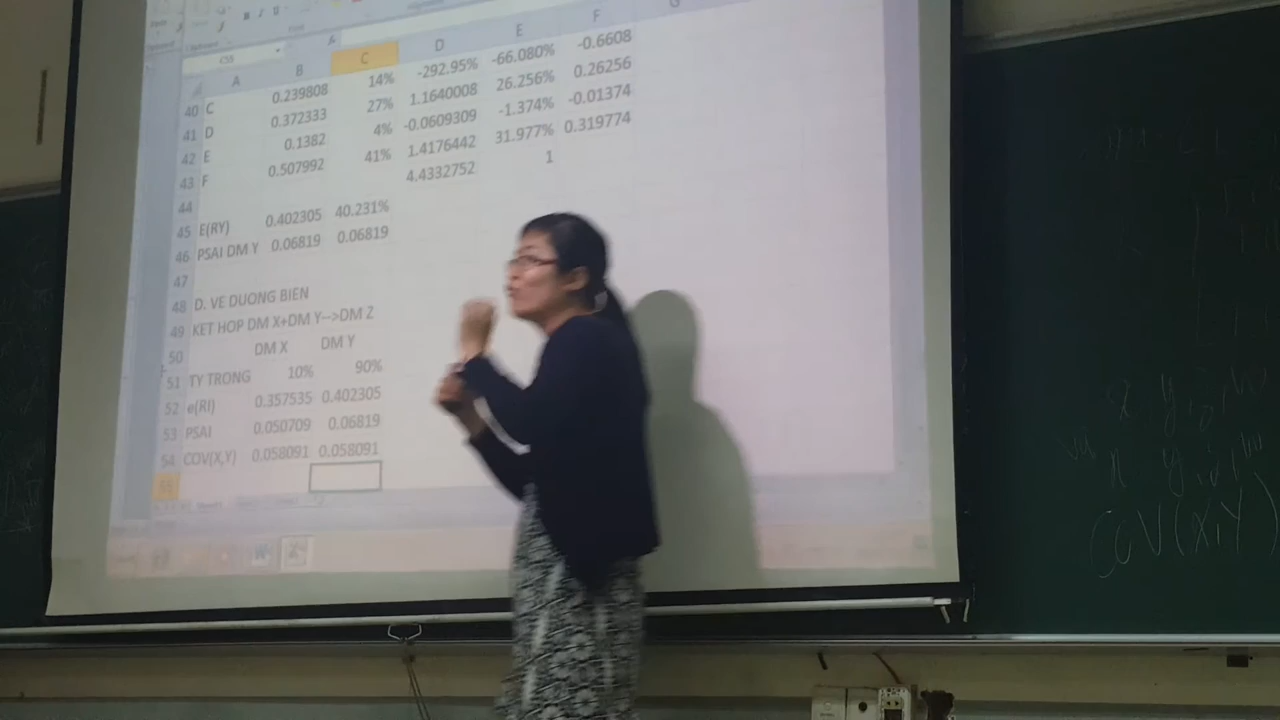 C55
A B C D E F G
40 C 0.239808 14% -292.95% -66.080% -0.6608
41 D 0.372333 27% 1.1640008 26.256% 0.26256
42 E 0.1382 4% -0.0609309 -1.374% -0.01374
43 F 0.507992 41% 1.4176442 31.977% 0.319774
44 4.4332752 1
45 E(RY) 0.402305 40.231%
46 PSAI DM Y 0.06819 0.06819
47
48 D. VE DUONG BIEN
49 KET HOP DM X+DM Y-->DM Z
50 DM X DM Y
51 TY TRONG 10% 90%
52 e(RI) 0.357535 0.402305
53 PSAI 0.050709 0.06819
54 COV(X,Y) 0.058091 0.058091
55
COV(X,Y)